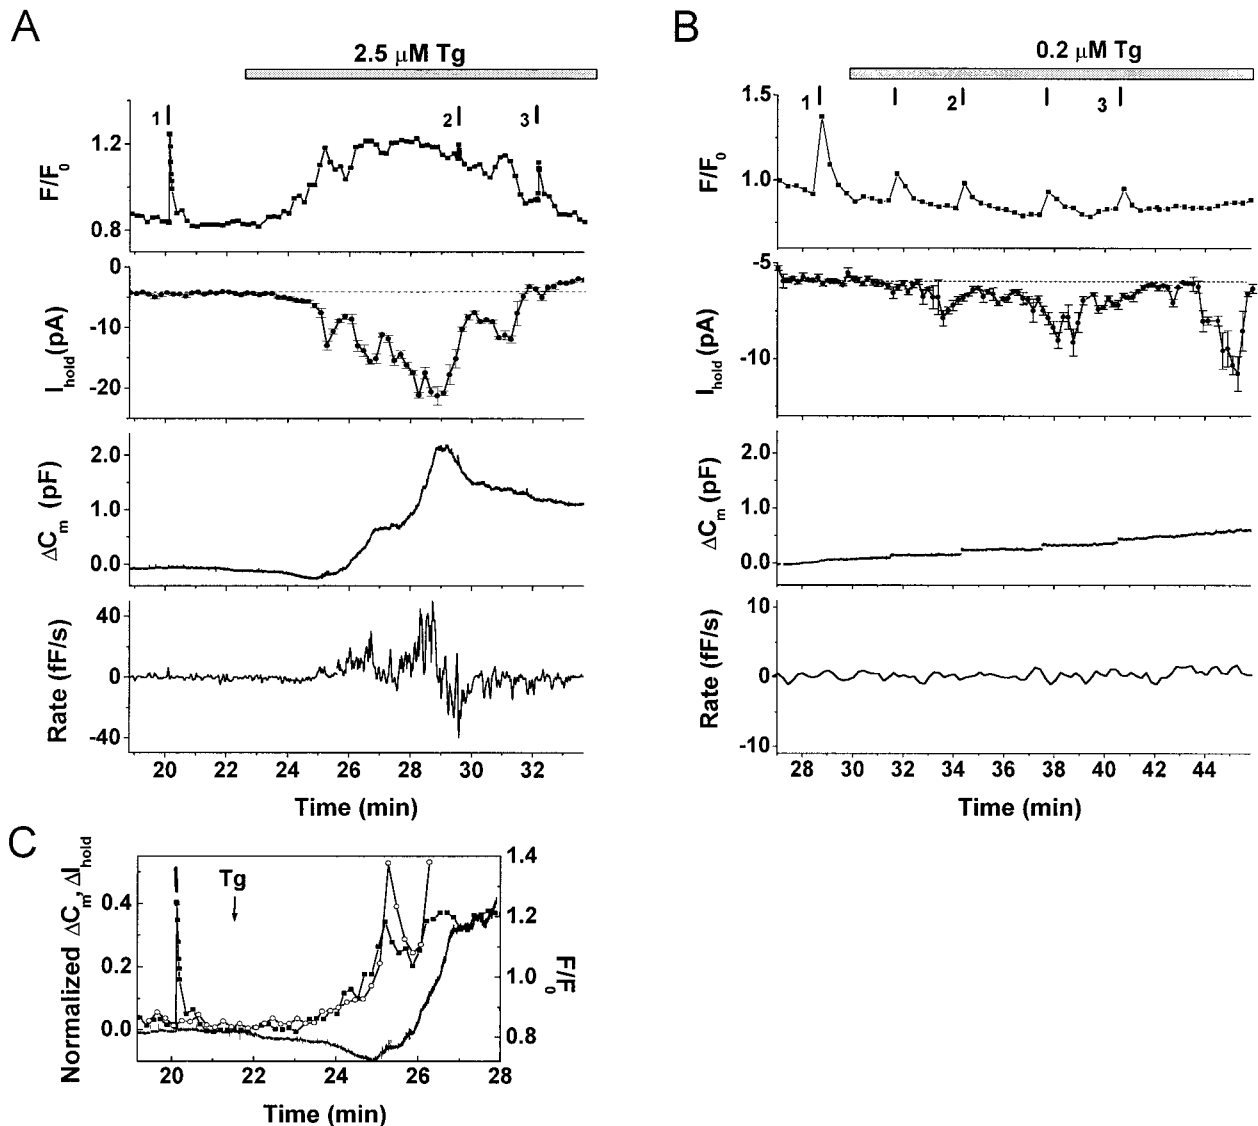 A
2.5 μM Tg
1
2
3
1.2
0.8
F/F0
0
-10
-20
Ihold(pA)
2.0
1.0
0.0
ΔCm (pF)
40
0
-40
Rate (fF/s)
20 22 24 26 28 30 32
Time (min)
B
0.2 μM Tg
1
2
3
1.5
1.0
F/F0
-5
-10
Ihold(pA)
2.0
1.0
0.0
ΔCm (pF)
10
0
-10
Rate (fF/s)
28 30 32 34 36 38 40 42 44
Time (min)
C
Tg
0.4
0.2
0.0
Normalized ΔCm, ΔIhold
1.4
1.2
1.0
0.8
F/F0
20 22 24 26 28
Time (min)